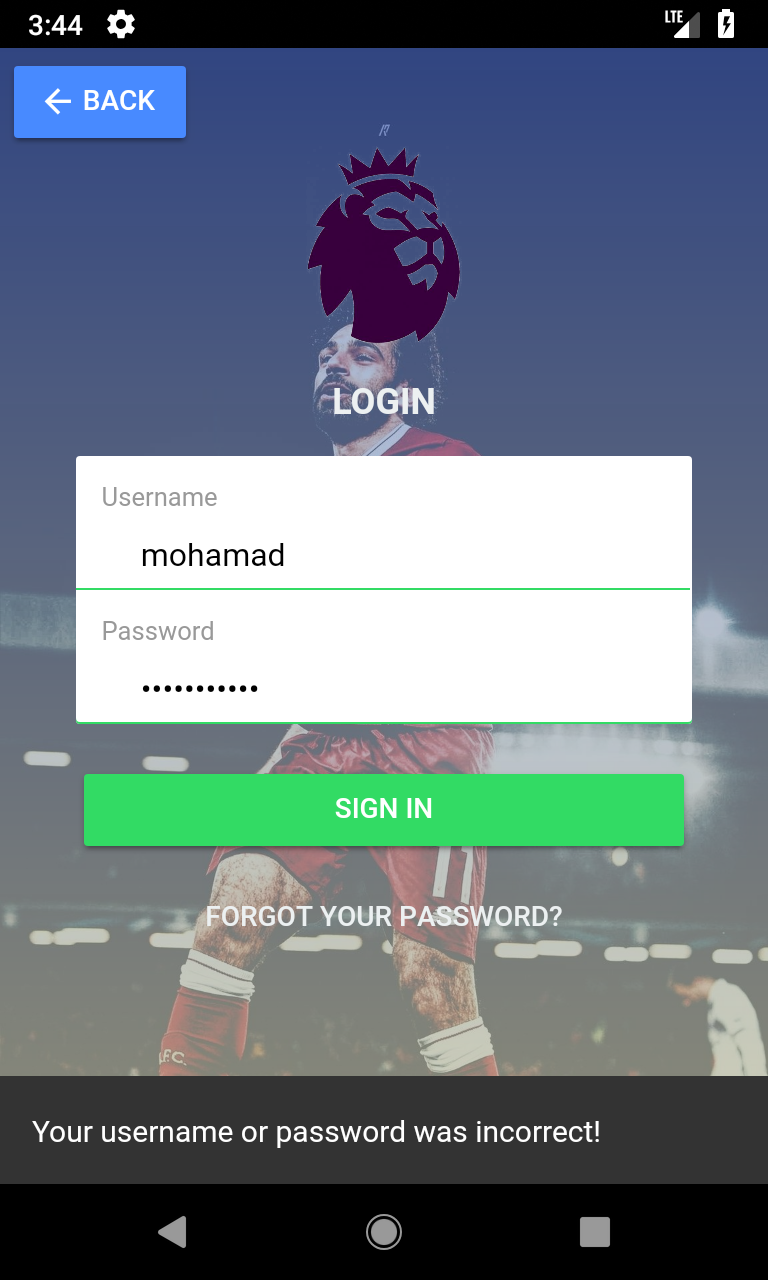 3:44
LTE
BACK
LOGIN
Username
mohamad
Password
•••••••••••
SIGN IN
11
FORGOT YOUR PASSWORD?
L.F.C.
Your username or password was incorrect!